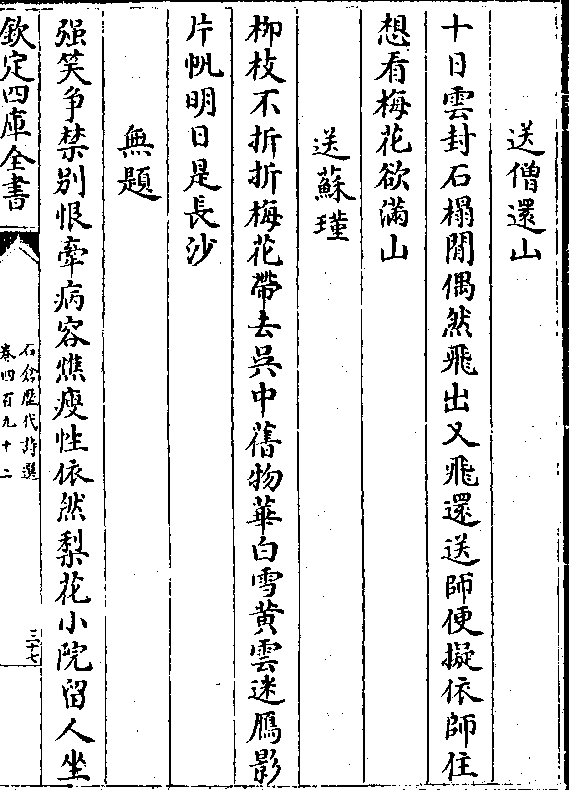 送僧還山
十日雲封石榻閒偶然飛出又飛還送師便擬依師住
想看梅花欲滿山
送蘇瑾
柳枝不折折梅花帶去吳中舊物華白雪黄雲迷鴈影
片帆明日是長沙
無題
强笑争禁别恨牽病容燋瘦性依然梨花小院留人坐
欽定四庫全書
石倉歷代詩選
卷四百九十二
三十七